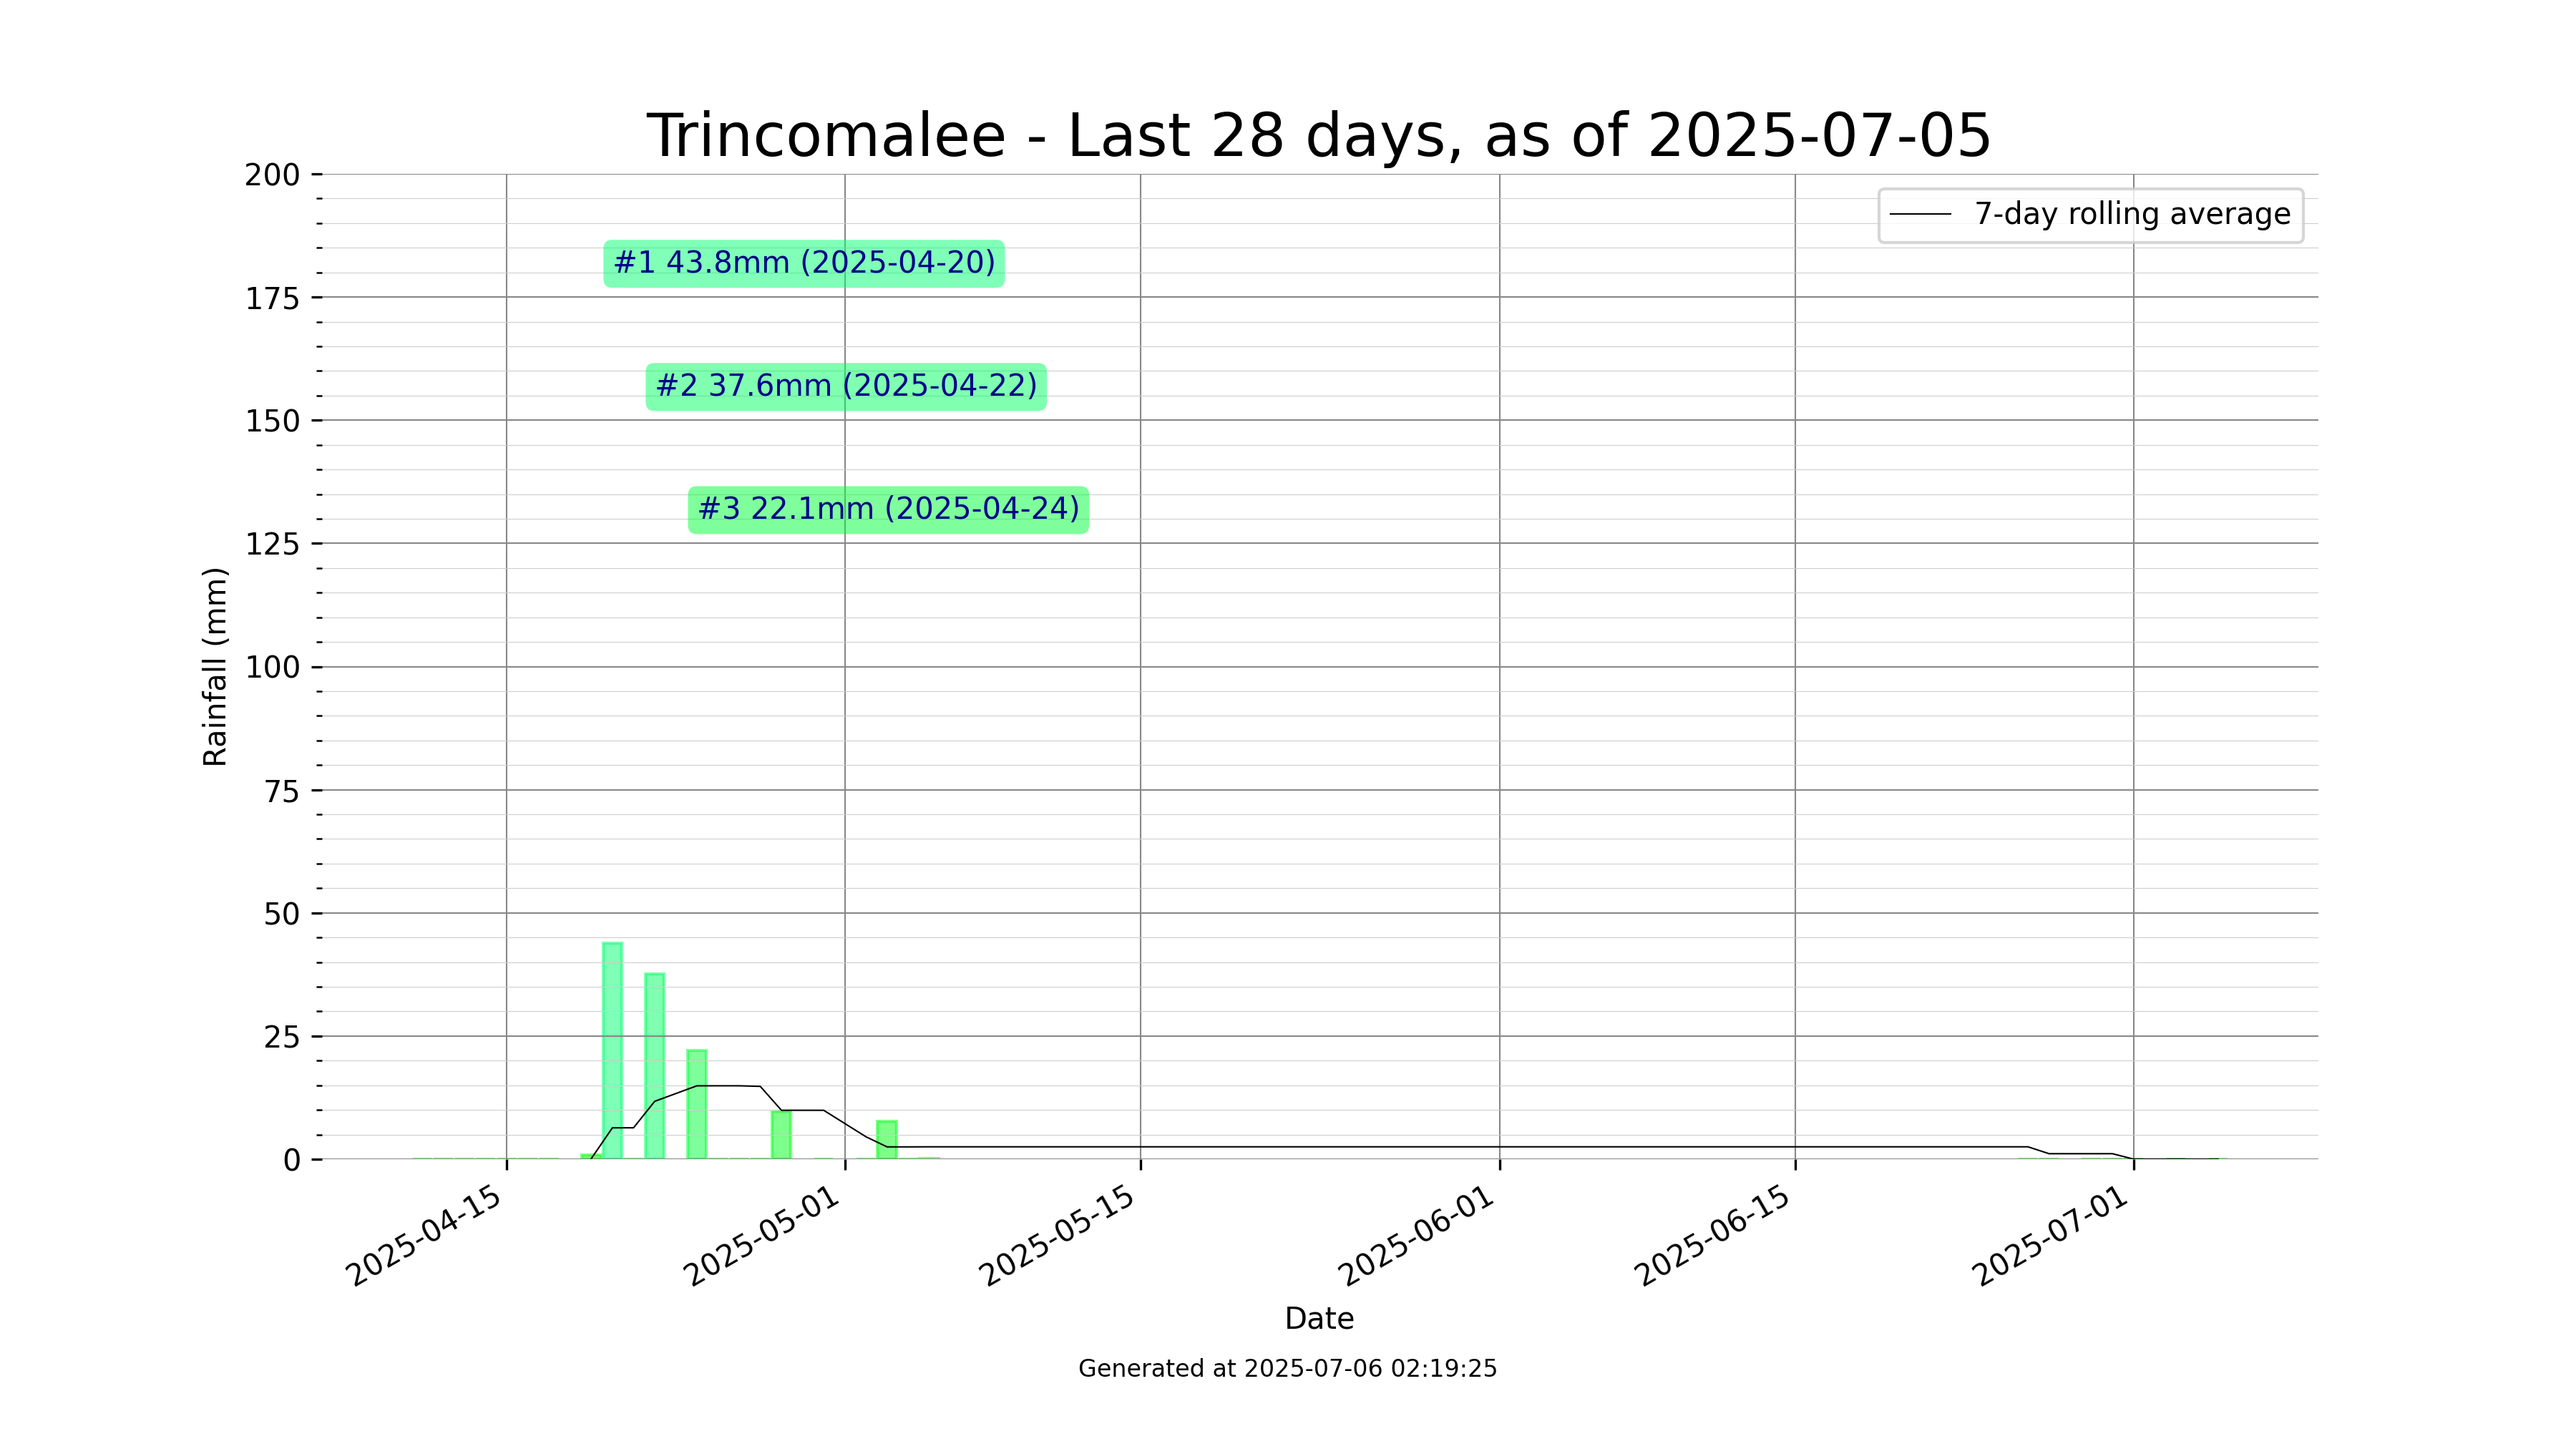 Trincomalee - Last 28 days, as of 2025-07-05
200
175
150
125
100
75
50
25
0
Rainfall (mm)
7-day rolling average
#1 43.8mm (2025-04-20)
#2 37.6mm (2025-04-22)
#3 22.1mm (2025-04-24)
2025-04-15
2025-05-01
2025-05-15
2025-06-01
2025-06-15
2025-07-01
Date
Generated at 2025-07-06 02:19:25